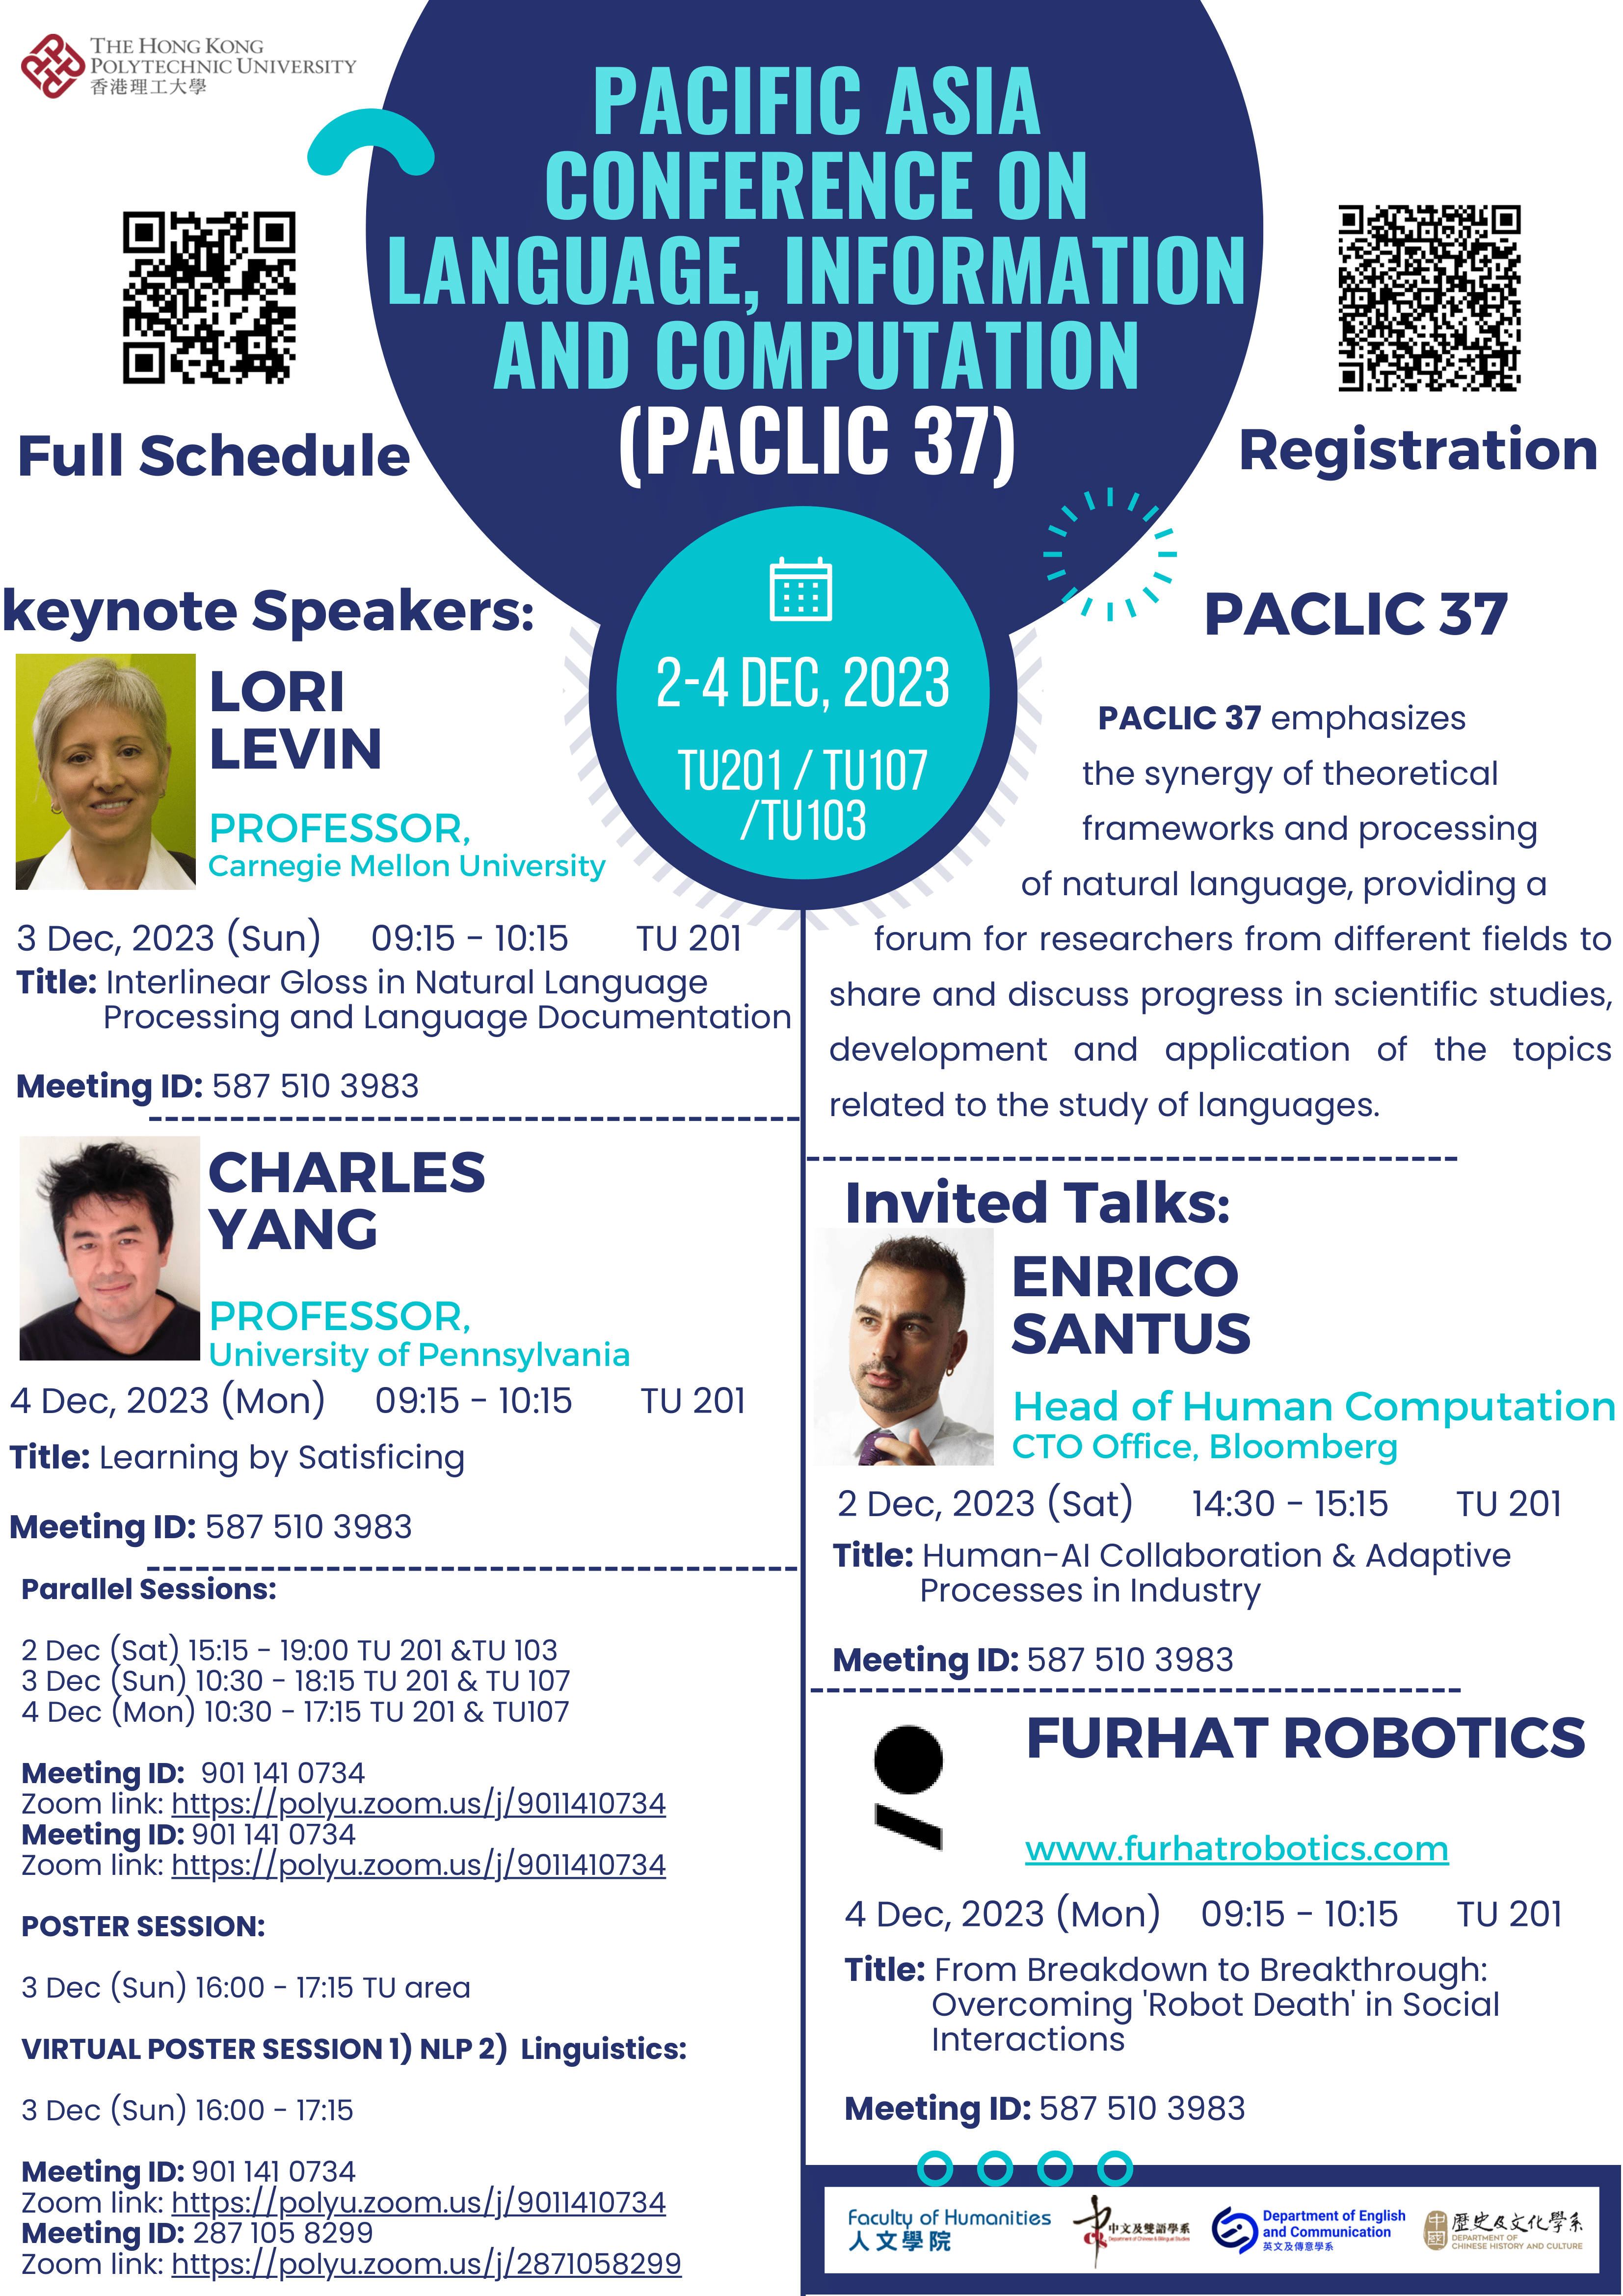 THE HONG KONG
POLYTECHNIC UNIVERSITY
香港理工大學
PACIFIC ASIA
CONFERENCE ON
LANGUAGE, INFORMATION
AND COMPUTATION
(PACLIC 37)
Full Schedule
Registration
2-4 DEC, 2023
TU201 / TU107
/TU103
keynote Speakers:
LORI
LEVIN
PROFESSOR,
Carnegie Mellon University
3 Dec, 2023 (Sun) 09:15 - 10:15 TU 201
Title: Interlinear Gloss in Natural Language
Processing and Language Documentation
Meeting ID: 587 510 3983
CHARLES
YANG
PROFESSOR,
University of Pennsylvania
4 Dec, 2023 (Mon) 09:15 - 10:15 TU 201
Title: Learning by Satisficing
Meeting ID: 587 510 3983
Parallel Sessions:
2 Dec (Sat) 15:15 - 19:00 TU 201 &TU 103
3 Dec (Sun) 10:30 - 18:15 TU 201 & TU 107
4 Dec (Mon) 10:30 - 17:15 TU 201 & TU107
Meeting ID: 901 141 0734
Zoom link: https://polyu.zoom.us/j/9011410734
Meeting ID: 901 141 0734
Zoom link: https://polyu.zoom.us/j/9011410734
POSTER SESSION:
3 Dec (Sun) 16:00 - 17:15 TU area
VIRTUAL POSTER SESSION 1) NLP 2) Linguistics:
3 Dec (Sun) 16:00 - 17:15
Meeting ID: 901 141 0734
Zoom link: https://polyu.zoom.us/j/9011410734
Meeting ID: 287 105 8299
Zoom link: https://polyu.zoom.us/j/2871058299
PACLIC 37
PACLIC 37 emphasizes
the synergy of theoretical
frameworks and processing
of natural language, providing a
forum for researchers from different fields to
share and discuss progress in scientific studies,
development and application of the topics
related to the study of languages.
Invited Talks:
ENRICO
SANTUS
Head of Human Computation
CTO Office, Bloomberg
2 Dec, 2023 (Sat) 14:30 - 15:15 TU 201
Title: Human-AI Collaboration & Adaptive
Processes in Industry
Meeting ID: 587 510 3983
FURHAT ROBOTICS
www.furhatrobotics.com
4 Dec, 2023 (Mon) 09:15 - 10:15 TU 201
Title: From Breakdown to Breakthrough:
Overcoming 'Robot Death' in Social
Interactions
Meeting ID: 587 510 3983
Faculty of Humanities
人文學院
中文及雙語學系
Department of Chinese & Bilingual Studies
Department of English
and Communication
英文及傳意學系
中國
歷史及文化學系
DEPARTMENT OF
CHINESE HISTORY AND CULTURE